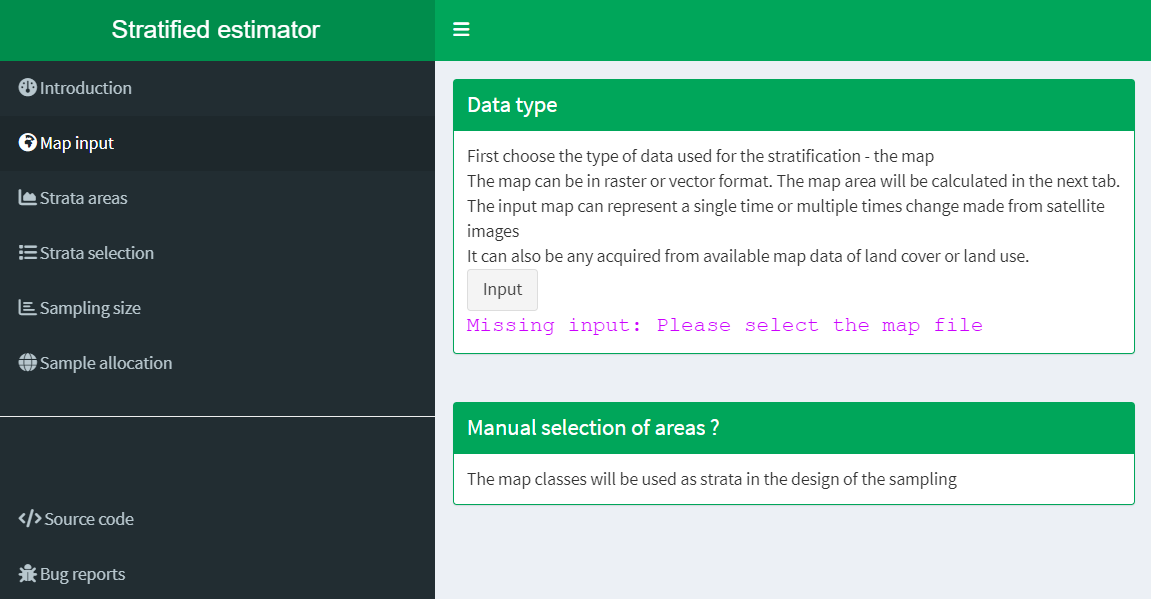 Stratified estimator
Introduction
Map input
Strata areas
Strata selection
Sampling size
Sample allocation
Source code
Bug reports
Data type
First choose the type of data used for the stratification - the map
The map can be in raster or vector format. The map area will be calculated in the next tab.
The input map can represent a single time or multiple times change made from satellite
images
It can also be any acquired from available map data of land cover or land use.
Input
Missing input: Please select the map file
Manual selection of areas ?
The map classes will be used as strata in the design of the sampling